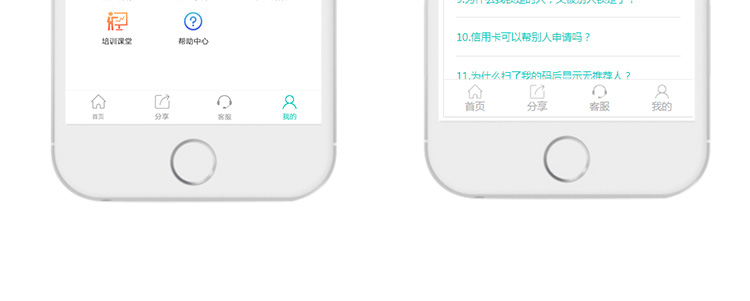 培训课堂 帮助中心
首页 分享 客服 我的
10.信用卡可以帮别人申请吗？
11.为什么扫了我的码后显示无推荐人？
首页 分享 客服 我的